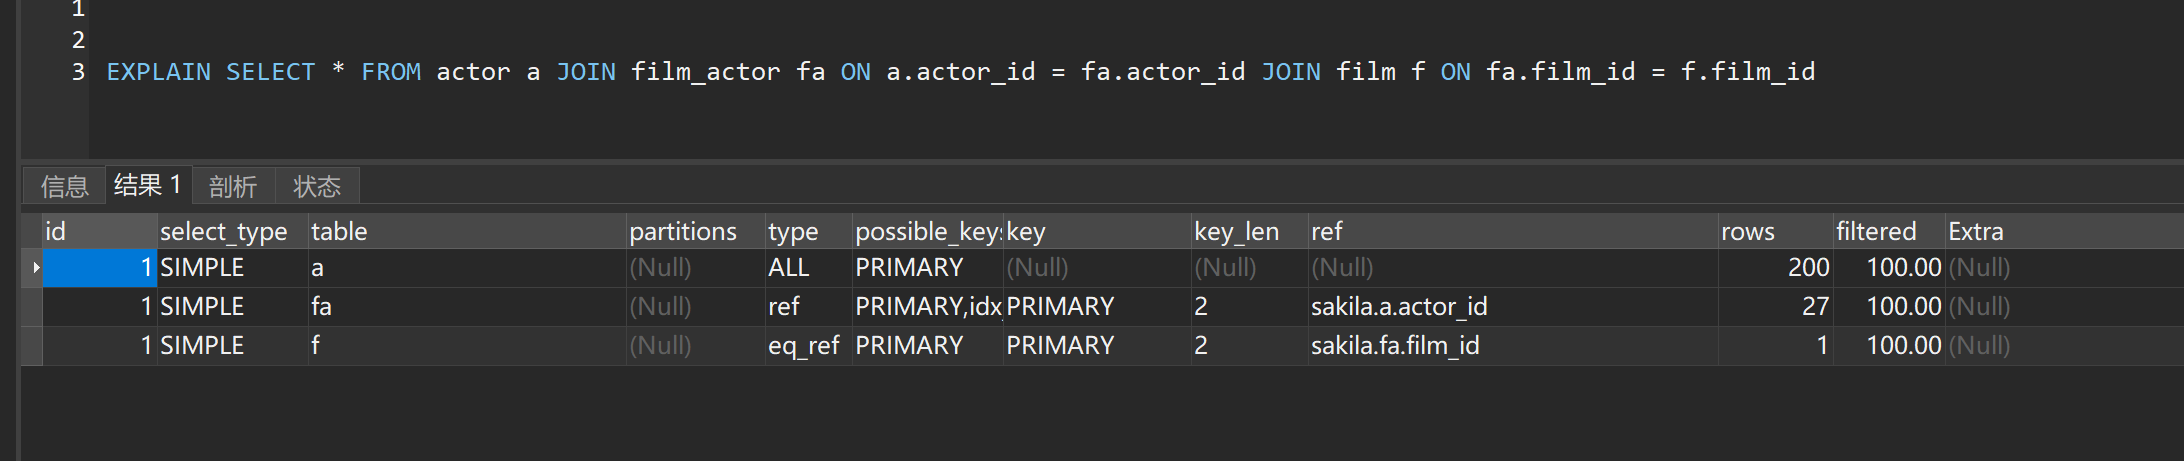 1
2
3 EXPLAIN SELECT * FROM actor a JOIN film_actor fa ON a.actor_id = fa.actor_id JOIN film f ON fa.film_id = f.film_id
信息 结果 1 剖析 状态
id select_type table partitions type possible_keys key key_len ref rows filtered Extra
1 SIMPLE a (Null) ALL PRIMARY (Null) (Null) (Null) 200 100.00 (Null)
1 SIMPLE fa (Null) ref PRIMARY,idx_ PRIMARY 2 sakila.a.actor_id 27 100.00 (Null)
1 SIMPLE f (Null) eq_ref PRIMARY PRIMARY 2 sakila.fa.film_id 1 100.00 (Null)